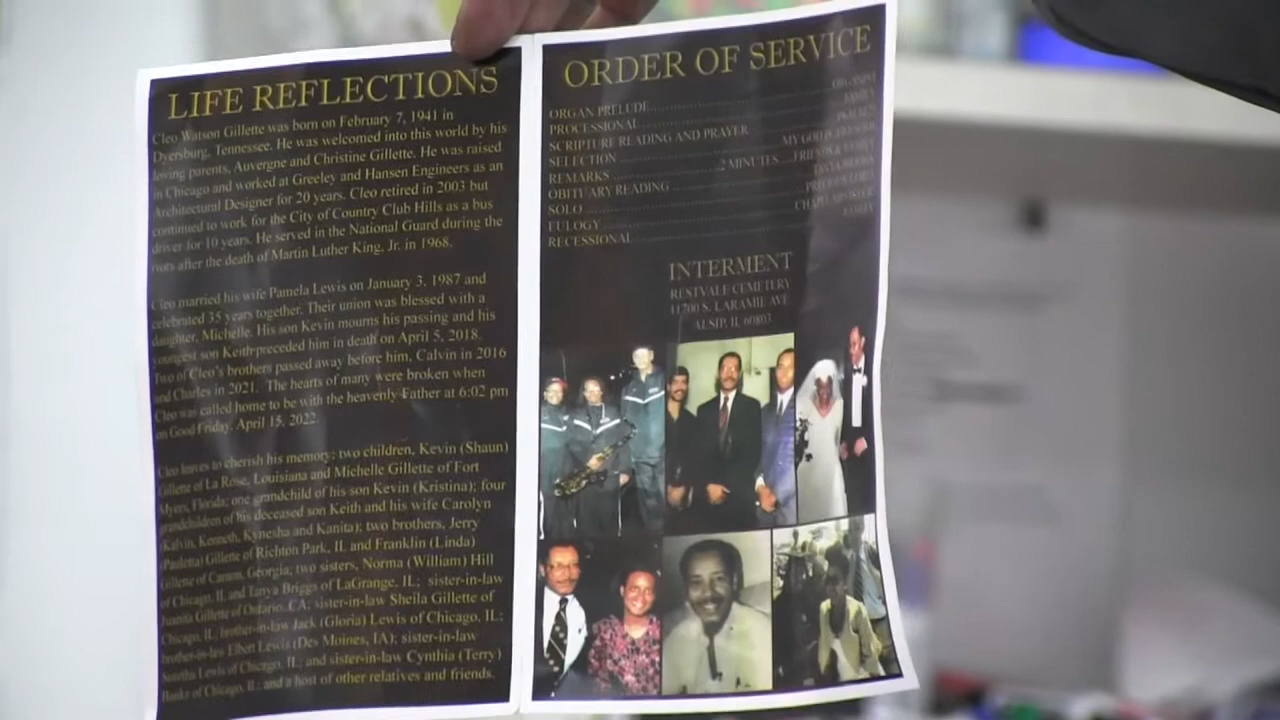 LIFE REFLECTIONS
Cleo Watson Gillette was born on February 7, 1941 in
Dyersburg, Tennessee. He was welcomed into this world by his
loving parents, Auvergne and Christine Gillette. He was raised
in Chicago and worked at Greeley and Hansen Engineers as an
Architectural Designer for 20 years. Cleo retired in 2003 but
continued to work for the City of Country Club Hills as a bus
driver for 10 years. He served in the National Guard during the
riots after the death of Martin Luther King, Jr. in 1968.
Cleo married his wife Pamela Lewis on January 3, 1987 and
celebrated 35 years together. Their union was blessed with a
daughter, Michelle. His son Kevin mourns his passing and his
youngest son Keith preceded him in death on April 5, 2018.
Two of Cleo's brothers passed away before him, Calvin in 2016
and Charles in 2021. The hearts of many were broken when
Cleo was called home to be with the heavenly Father at 6:02 pm
on Good Friday, April 15, 2022.
Cleo leaves to cherish his memory: two children, Kevin (Shaun)
Gillette of La Rose, Louisiana and Michelle Gillette of Fort
Myers, Florida; one grandchild of his son Kevin (Kristina); four
grandchildren of his deceased son Keith and his wife Carolyn
(Kalvin, Kenneth, Kynesha and Kanita); two brothers, Jerry
(Pauletta) Gillette of Richton Park, IL and Franklin (Linda)
Gillette of Canton, Georgia; two sisters, Norma (William) Hill
of Chicago, IL and Tanya Briggs of LaGrange, IL; sister-in-law
Juanita Gillette of Ontario, CA; sister-in-law Sheila Gillette of
Chicago, IL; brother-in-law Jack (Gloria) Lewis of Chicago, IL;
brother-in-law Elbert Lewis (Des Moines, IA); sister-in-law
Lewis of Chicago, IL; and sister-in-law Cynthia (Terry)
Banks of Chicago, IL; and a host of other relatives and friends.
ORDER OF SERVICE
ORGAN PRELUDE ORGANIST
PROCESSIONAL FAMILY
SCRIPTURE READING AND PRAYER
SELECTION MY GOD IS
REMARKS 2 MINUTES FRIENDS & FAMILY
OBITUARY READING
SOLO PRECIOUS LORD
EULOGY CHAPEL MINISTER
RECESSIONAL FAMILY
INTERMENT
RESTVALE CEMETERY
11700 S. LARAMIE AVE
ALSIP, IL 60803